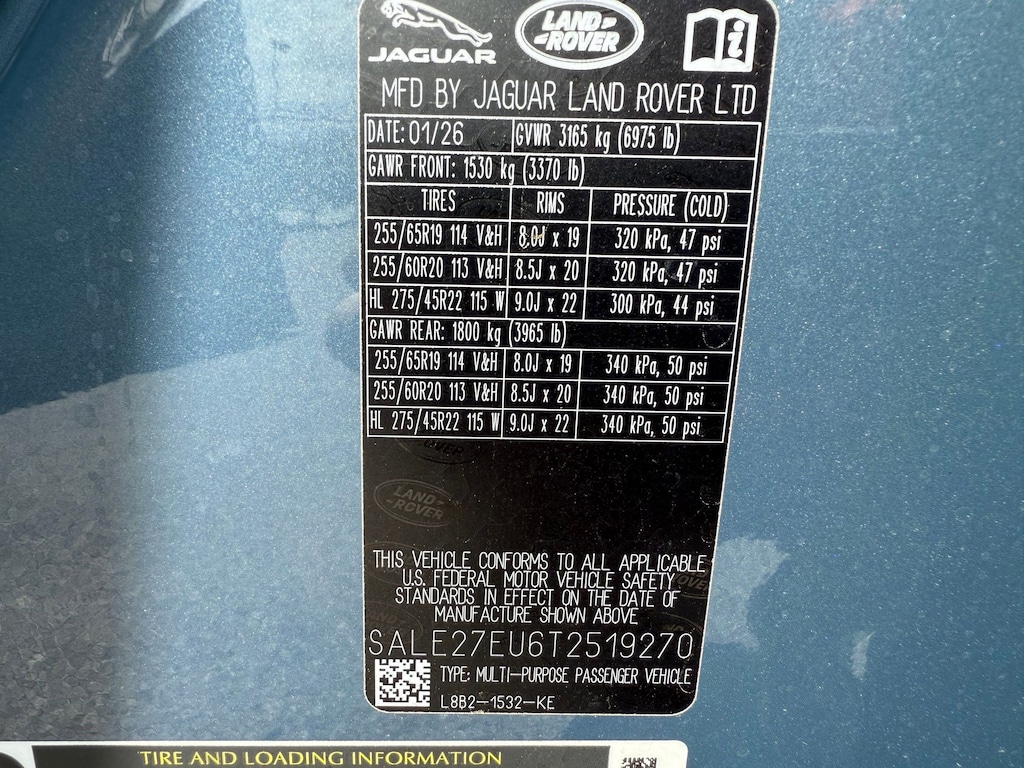 JAGUAR
LAND ROVER
MFD BY JAGUAR LAND ROVER LTD
DATE: 01/26 GVWR 3165 kg (6975 lb)
GAWR FRONT: 1530 kg (3370 lb)
TIRES RIMS PRESSURE (COLD)
255/65R19 114 V&H 8.0J x 19 320 kPa, 47 psi
255/60R20 113 V&H 8.5J x 20 320 kPa, 47 psi
HL 275/45R22 115 W 9.0J x 22 300 kPa, 44 psi
GAWR REAR: 1800 kg (3965 lb)
255/65R19 114 V&H 8.0J x 19 340 kPa, 50 psi
255/60R20 113 V&H 8.5J x 20 340 kPa, 50 psi
HL 275/45R22 115 W 9.0J x 22 340 kPa, 50 psi
LAND ROVER
THIS VEHICLE CONFORMS TO ALL APPLICABLE
U.S. FEDERAL MOTOR VEHICLE SAFETY
STANDARDS IN EFFECT ON THE DATE OF
MANUFACTURE SHOWN ABOVE
SALE27EU6T2519270
TYPE: MULTI-PURPOSE PASSENGER VEHICLE
L8B2-1532-KE
TIRE AND LOADING INFORMATION